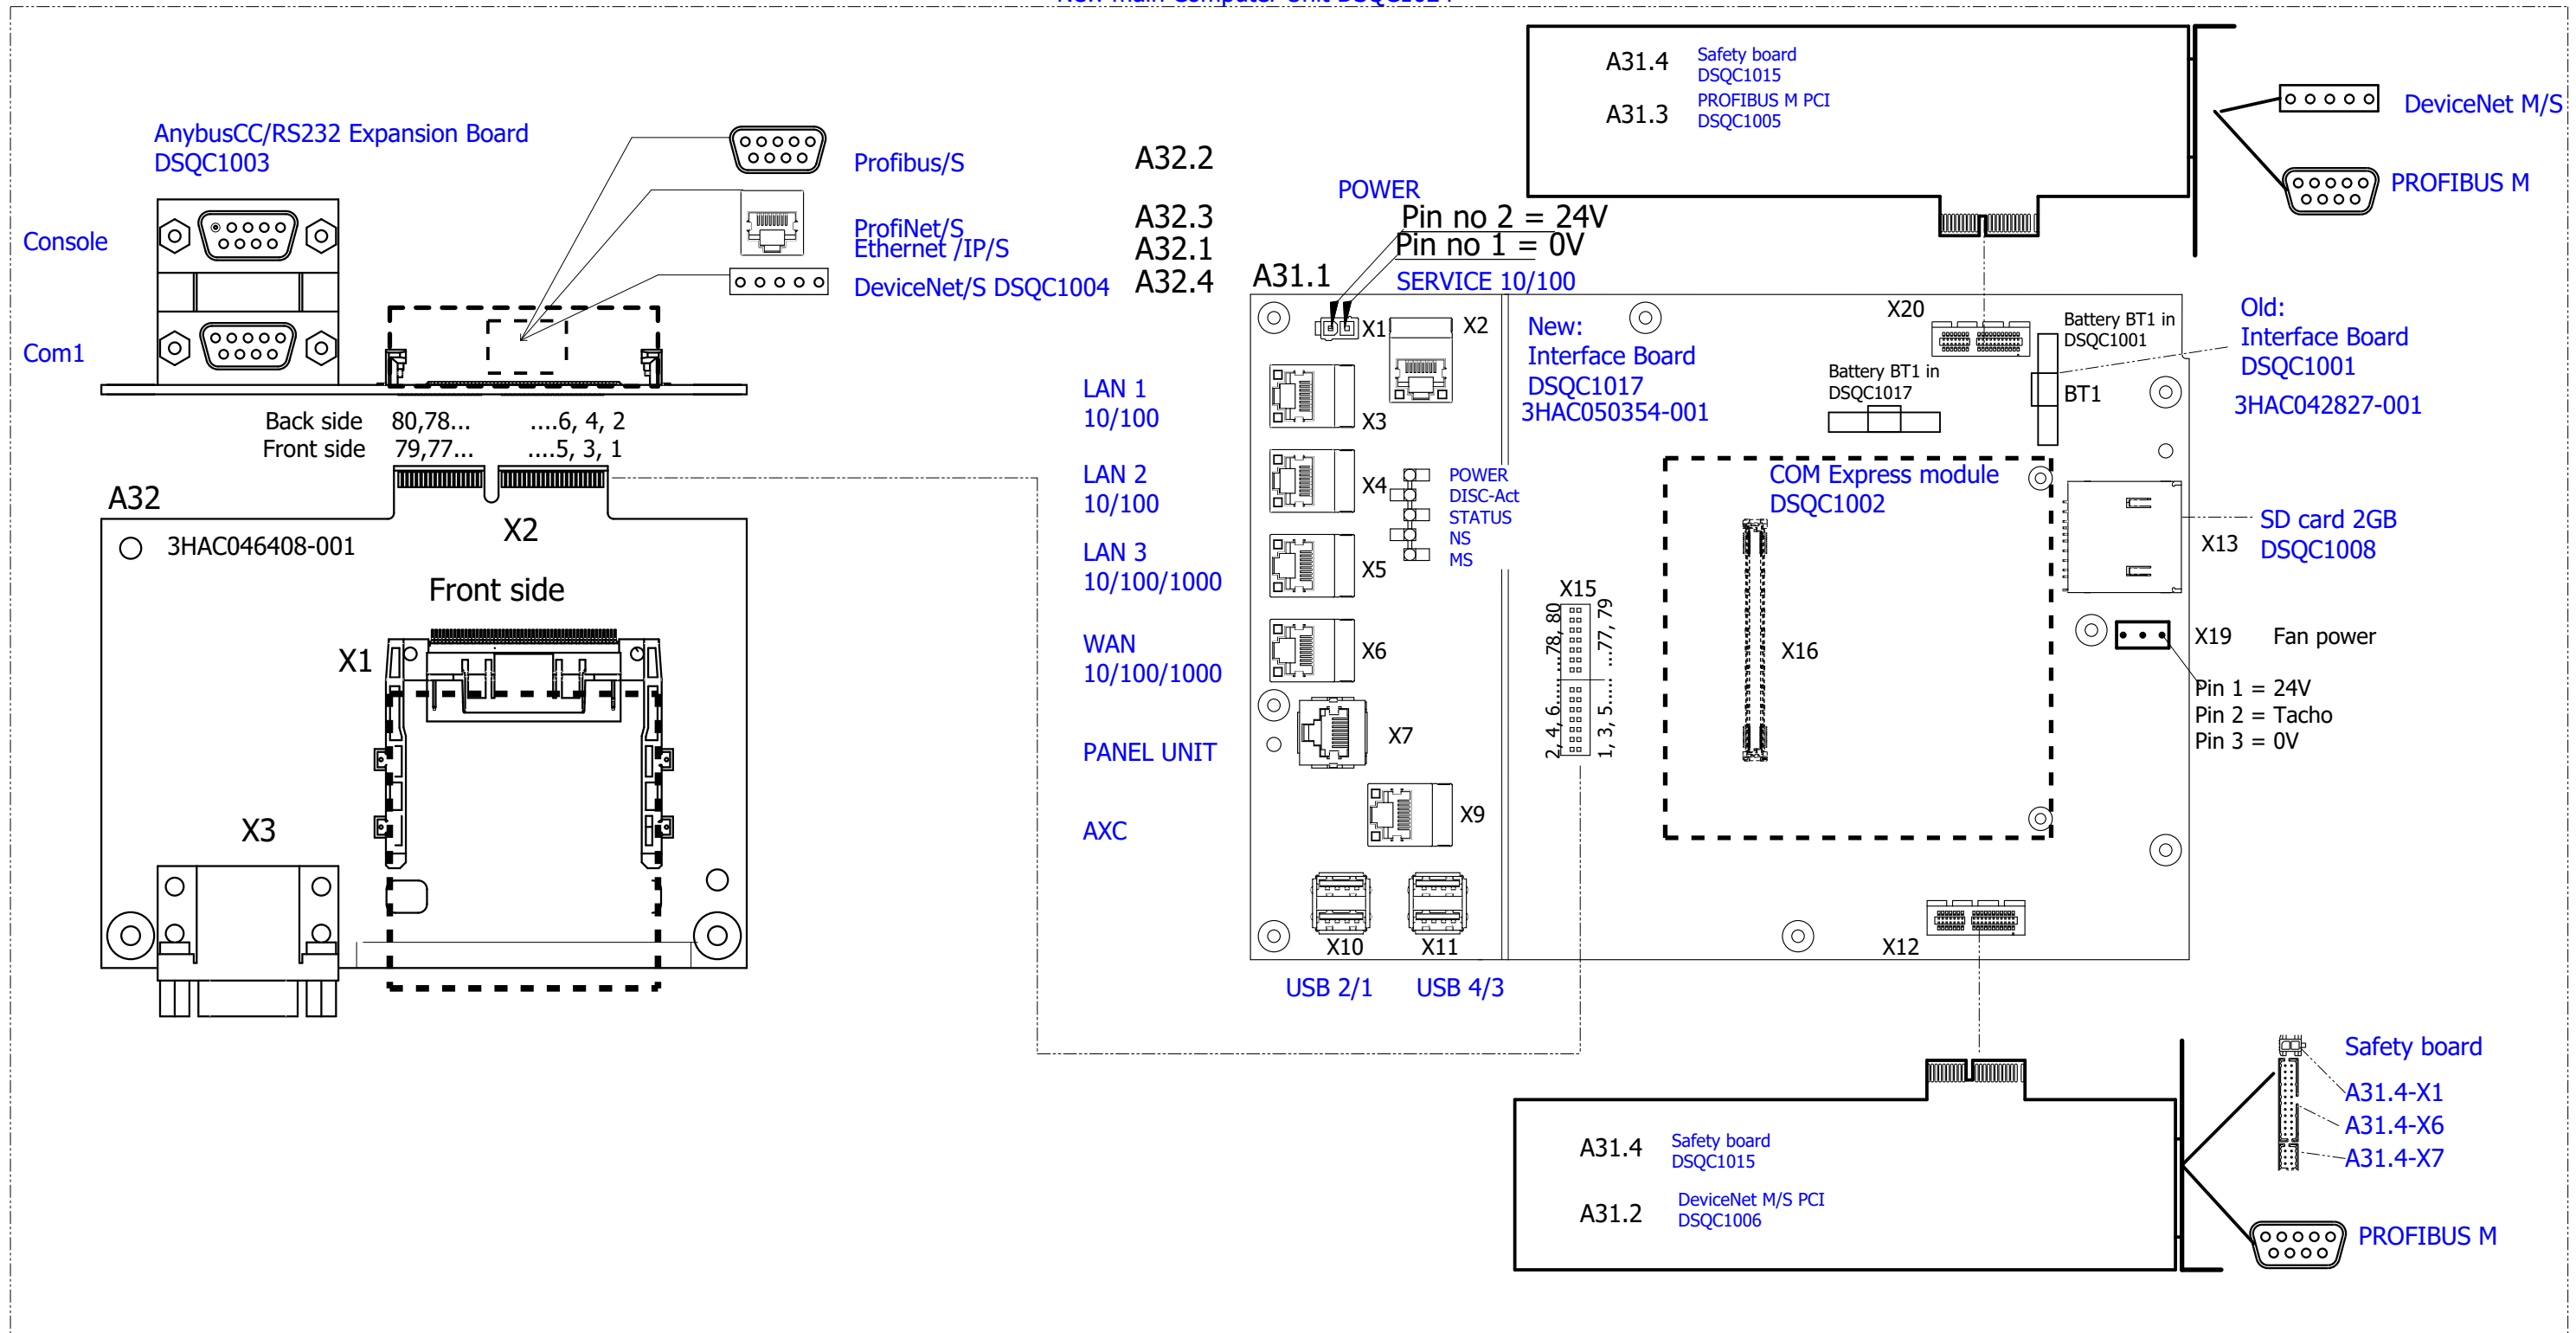 AnybusCC/RS232 Expansion Board
DSQC1003
Console
Com1
Profibus/S
ProfiNet/S
Ethernet /IP/S
DeviceNet/S DSQC1004
A32.2
A32.3
A32.1
A32.4
Back side 80,78... ....6, 4, 2
Front side 79,77... ....5, 3, 1
A32
3HAC046408-001
X2
Front side
X1
X3
POWER
Pin no 2 = 24V
Pin no 1 = 0V
SERVICE 10/100
A31.1
X1
X2
LAN 1
10/100
X3
LAN 2
10/100
X4
LAN 3
10/100/1000
X5
WAN
10/100/1000
X6
PANEL UNIT
X7
AXC
X9
X10
X11
USB 2/1
USB 4/3
POWER
DISC-Act
STATUS
NS
MS
New:
Interface Board
DSQC1017
3HAC050354-001
X15
2, 4, 6......78, 80
1, 3, 5..... ...77, 79
X20
Battery BT1 in
DSQC1001
Battery BT1 in
DSQC1017
BT1
Old:
Interface Board
DSQC1001
3HAC042827-001
COM Express module
DSQC1002
X16
X13
SD card 2GB
DSQC1008
X19
Fan power
Pin 1 = 24V
Pin 2 = Tacho
Pin 3 = 0V
X12
A31.4
Safety board
DSQC1015
A31.3
PROFIBUS M PCI
DSQC1005
DeviceNet M/S
PROFIBUS M
A31.4
Safety board
DSQC1015
A31.2
DeviceNet M/S PCI
DSQC1006
Safety board
A31.4-X1
A31.4-X6
A31.4-X7
PROFIBUS M